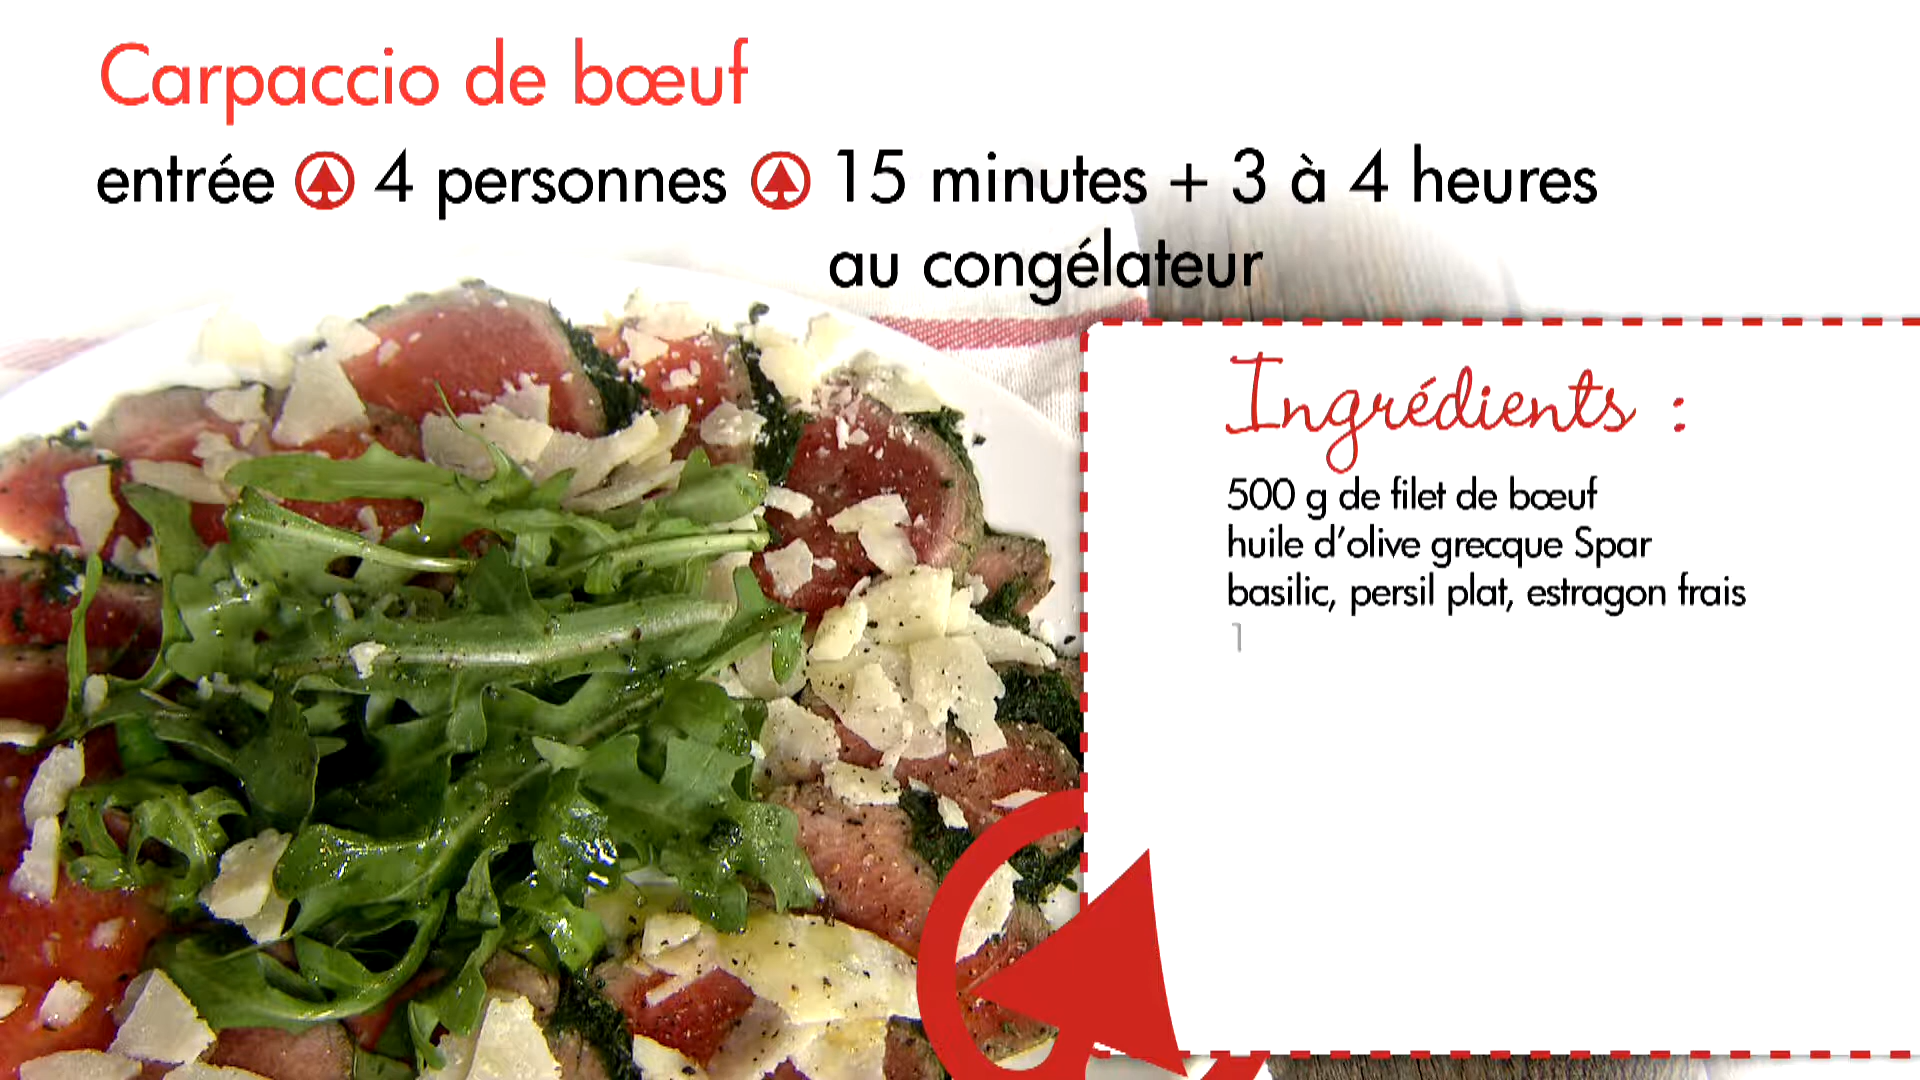 Carpaccio de bœuf
entrée 4 personnes 15 minutes + 3 à 4 heures
au congélateur
Ingrédients :
500 g de filet de bœuf
huile d’olive grecque Spar
basilic, persil plat, estragon frais
1